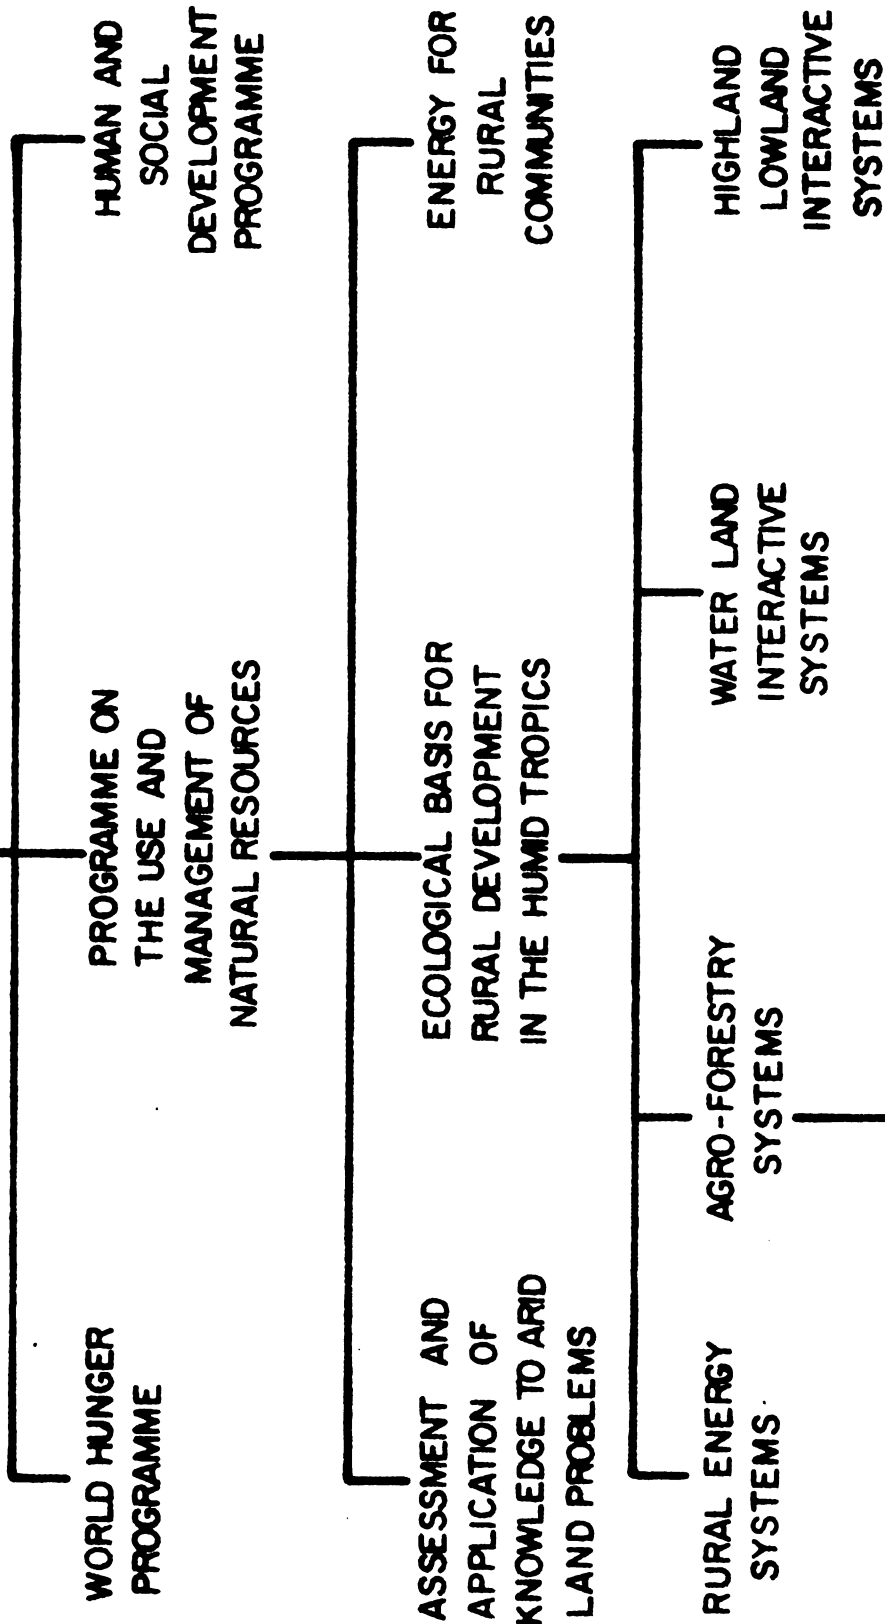 WORLD HUNGER
PROGRAMME
PROGRAMME ON
THE USE AND
MANAGEMENT OF
NATURAL RESOURCES
HUMAN AND
SOCIAL
DEVELOPMENT
PROGRAMME
ASSESSMENT AND
APPLICATION OF
KNOWLEDGE TO ARID
LAND PROBLEMS
ECOLOGICAL BASIS FOR
RURAL DEVELOPMENT
IN THE HUMID TROPICS
ENERGY FOR
RURAL
COMMUNITIES
RURAL ENERGY
SYSTEMS
AGRO-FORESTRY
SYSTEMS
WATER LAND
INTERACTIVE
SYSTEMS
HIGHLAND
LOWLAND
INTERACTIVE
SYSTEMS